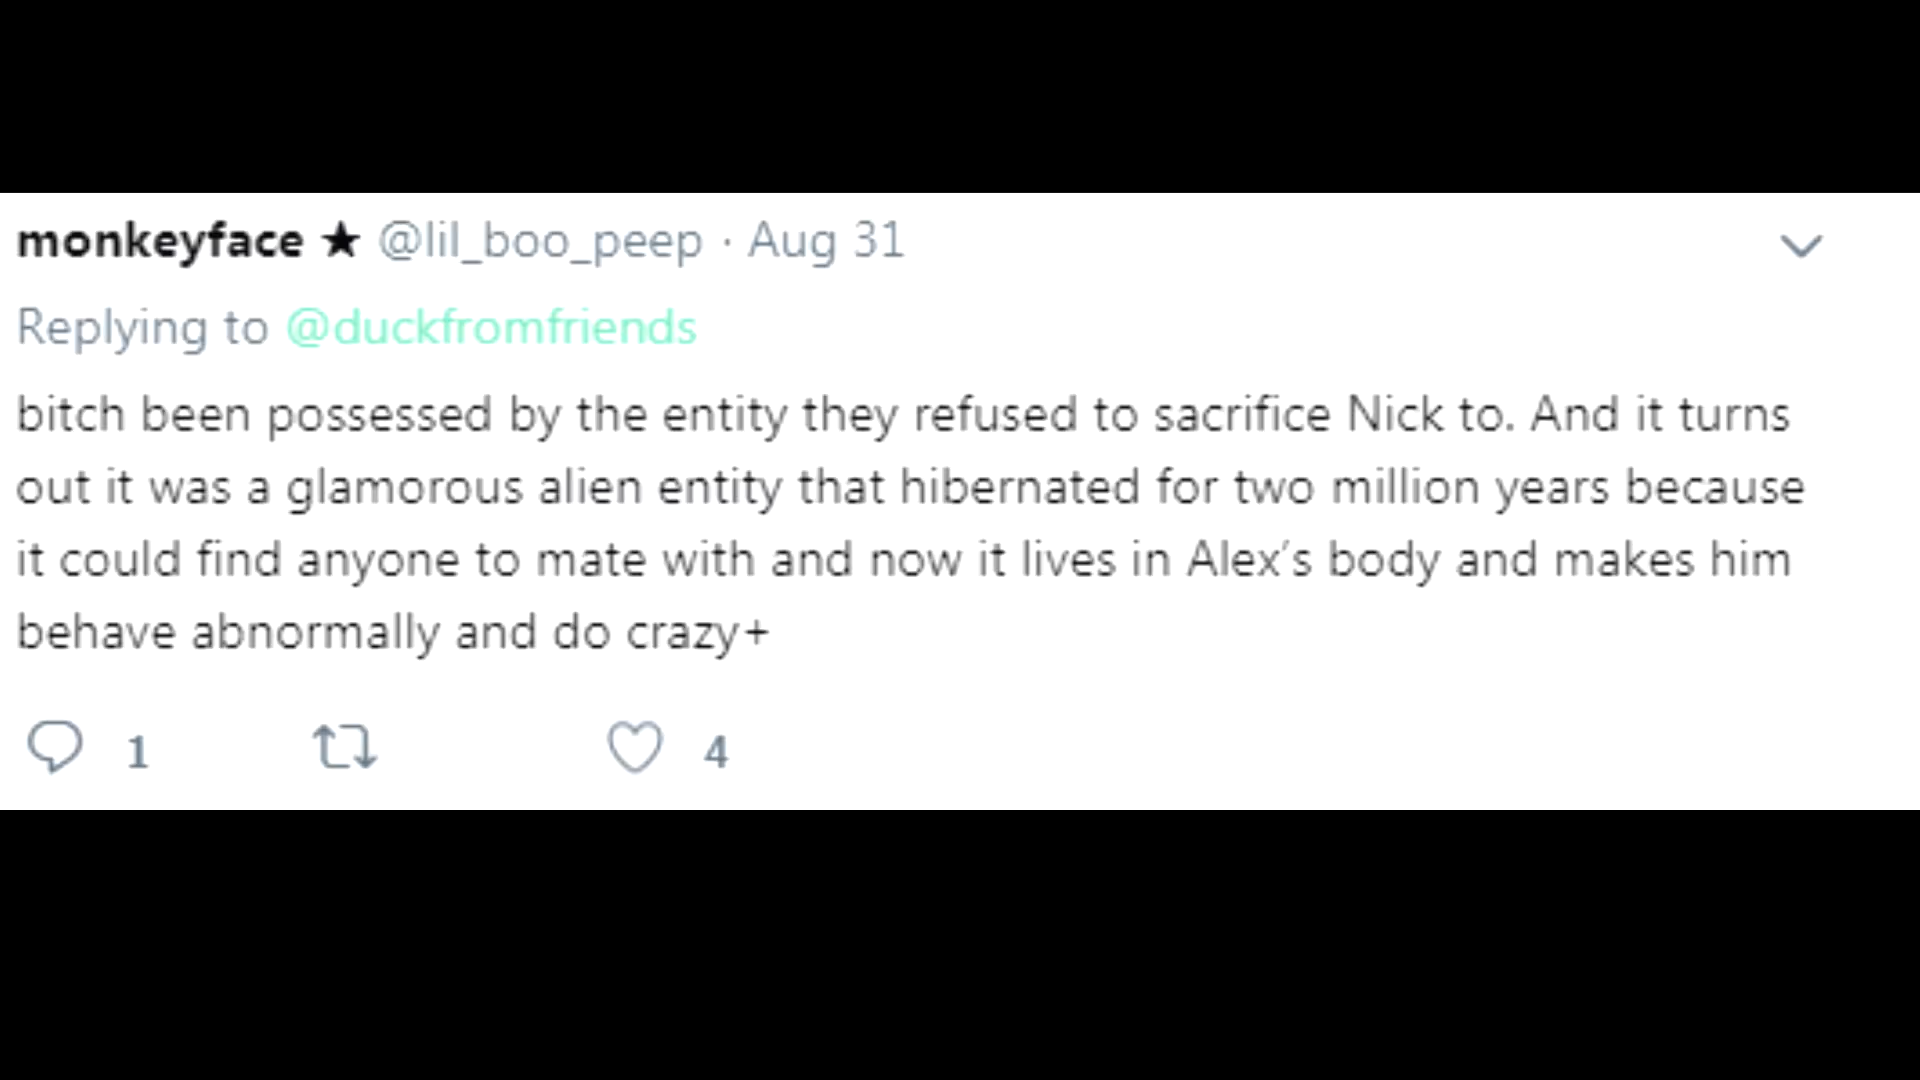 monkeyface ★ @lil_boo_peep · Aug 31
Replying to @duckfromfriends
bitch been possessed by the entity they refused to sacrifice Nick to. And it turns
out it was a glamorous alien entity that hibernated for two million years because
it could find anyone to mate with and now it lives in Alex's body and makes him
behave abnormally and do crazy+
1 4